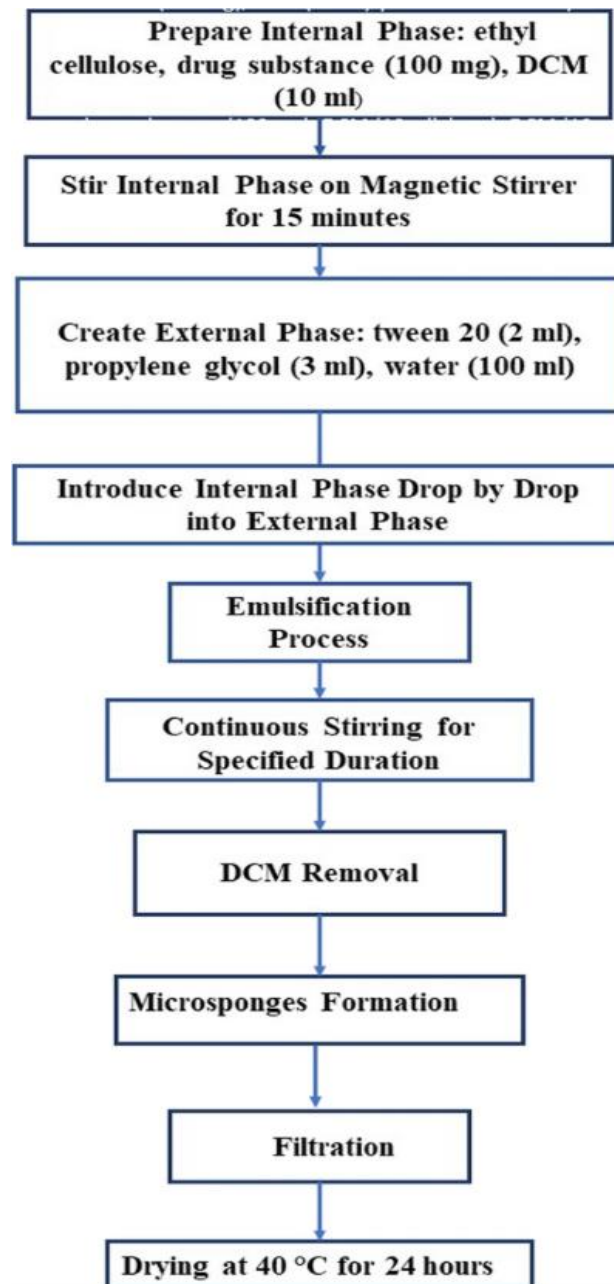 Prepare Internal Phase: ethyl
cellulose, drug substance (100 mg), DCM
(10 ml)
Stir Internal Phase on Magnetic Stirrer
for 15 minutes
Create External Phase: tween 20 (2 ml),
propylene glycol (3 ml), water (100 ml)
Introduce Internal Phase Drop by Drop
into External Phase
Emulsification
Process
Continuous Stirring for
Specified Duration
DCM Removal
Microsponges Formation
Filtration
Drying at 40 °C for 24 hours